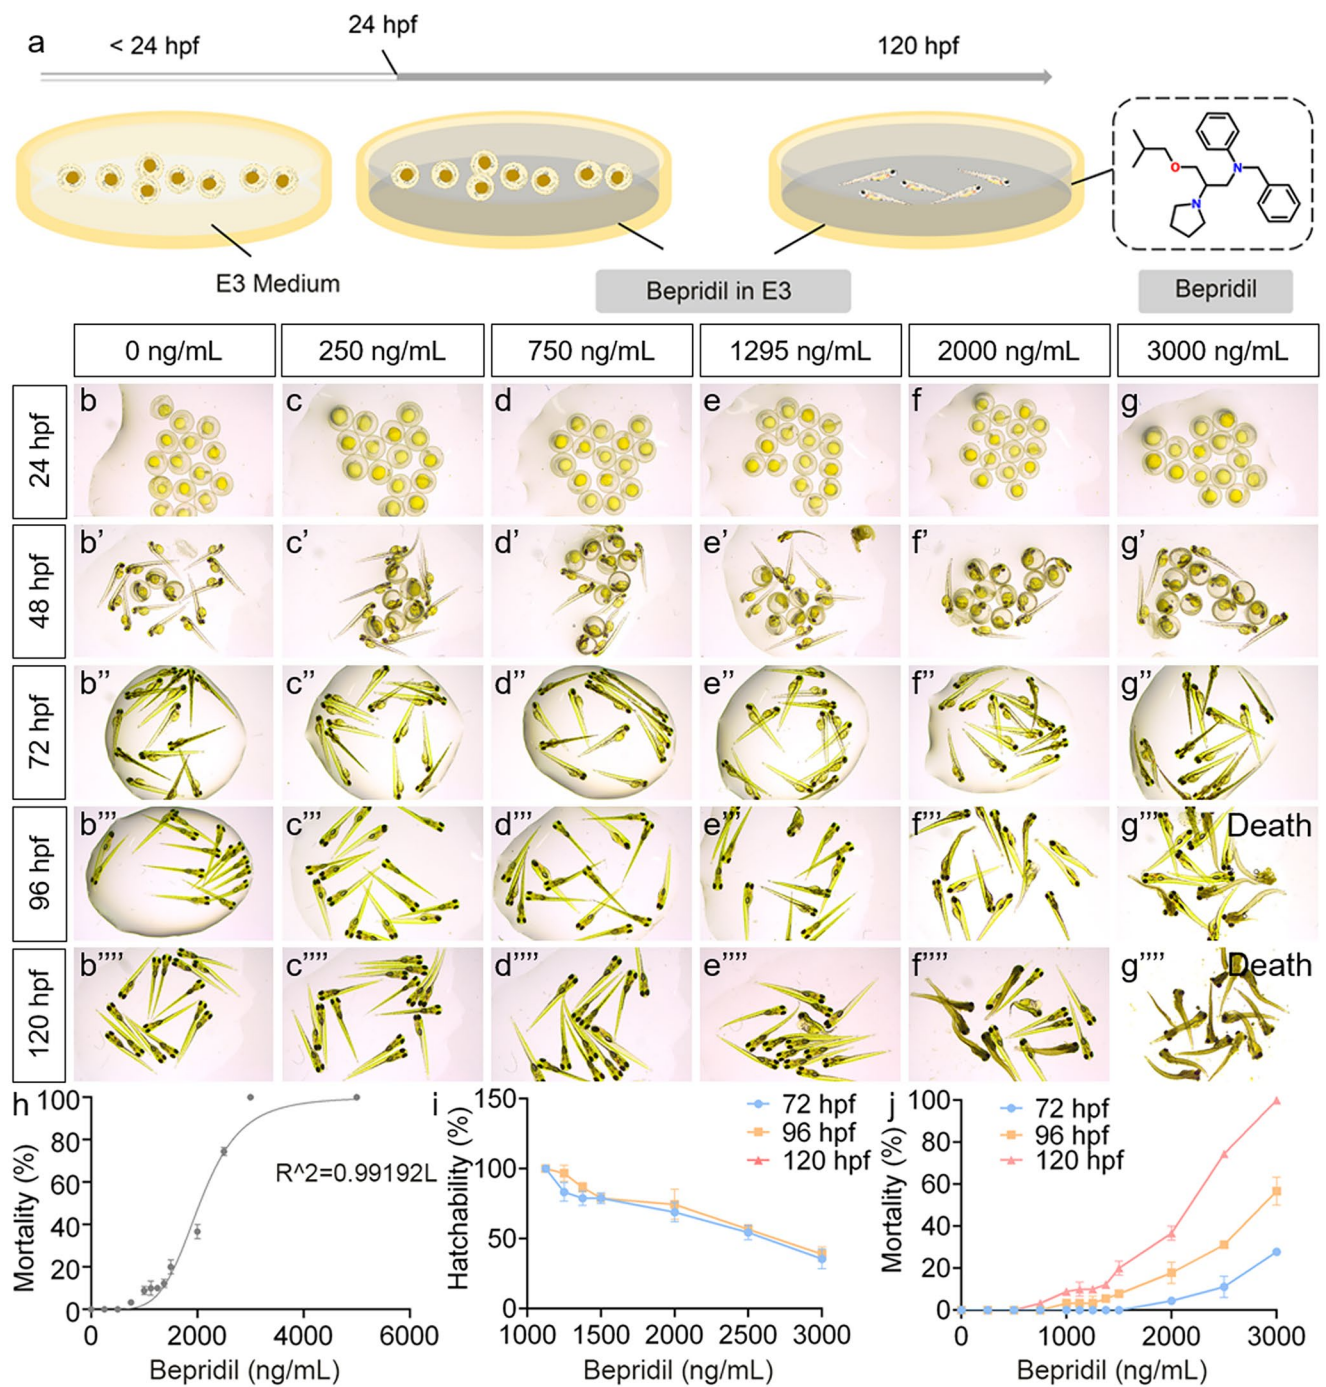 a
< 24 hpf
24 hpf
120 hpf
O
N
N
E3 Medium
Bepridil in E3
Bepridil
0 ng/mL
250 ng/mL
750 ng/mL
1295 ng/mL
2000 ng/mL
3000 ng/mL
24 hpf
b
c
d
e
f
g
48 hpf
b’
c’
d’
e’
f’
g’
72 hpf
b’’
c’’
d’’
e’’
f’’
g’’
96 hpf
b’’’
c’’’
d’’’
e’’’
f’’’
g’’’
Death
120 hpf
b’’’’
c’’’’
d’’’’
e’’’’
f’’’’
g’’’’
Death
h
Mortality (%)
100
80
60
40
20
0
R^2=0.99192L
0
2000
4000
6000
Bepridil (ng/mL)
i
Hatchability (%)
150
100
50
0
72 hpf
96 hpf
120 hpf
1000
1500
2000
2500
3000
Bepridil (ng/mL)
j
Mortality (%)
100
80
60
40
20
0
72 hpf
96 hpf
120 hpf
0
1000
2000
3000
Bepridil (ng/mL)